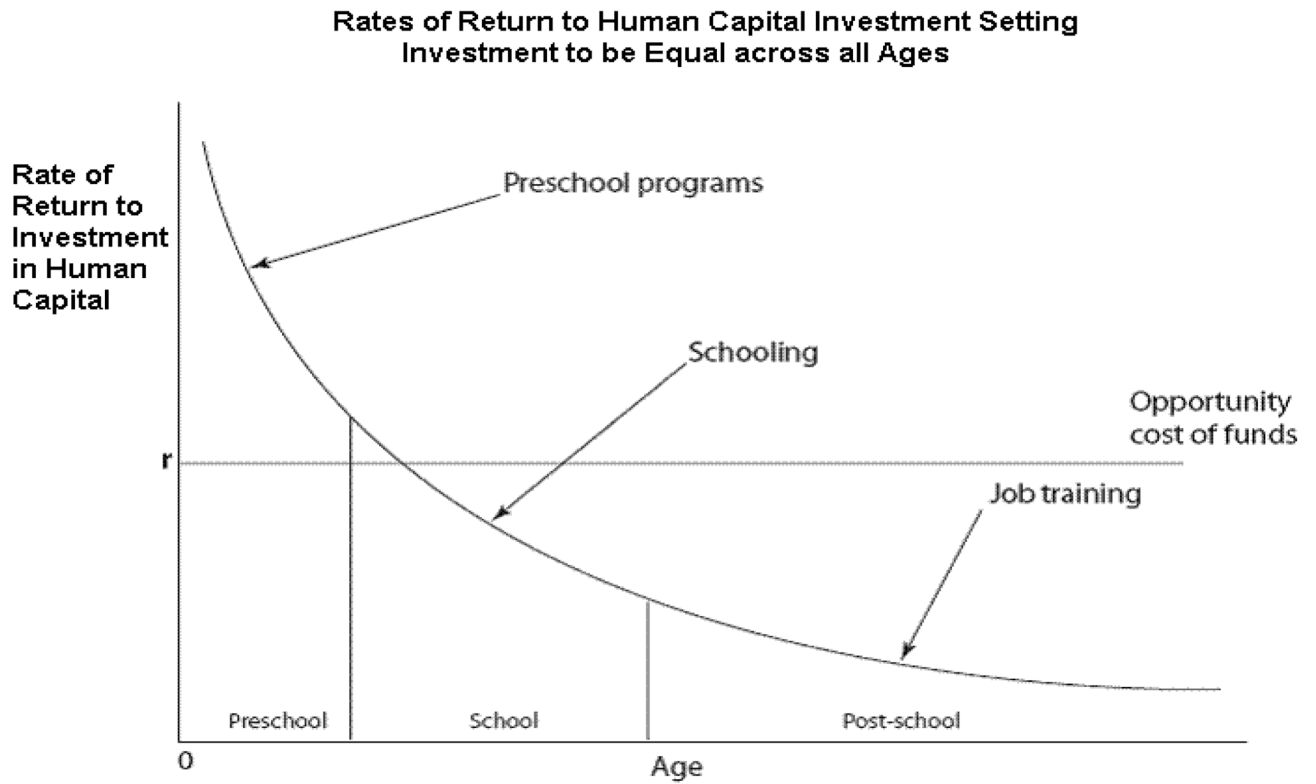 Rates of Return to Human Capital Investment Setting
Investment to be Equal across all Ages
Rate of
Return to
Investment
in Human
Capital
Preschool programs
Schooling
Opportunity
cost of funds
r
Job training
Preschool
School
Post-school
0
Age